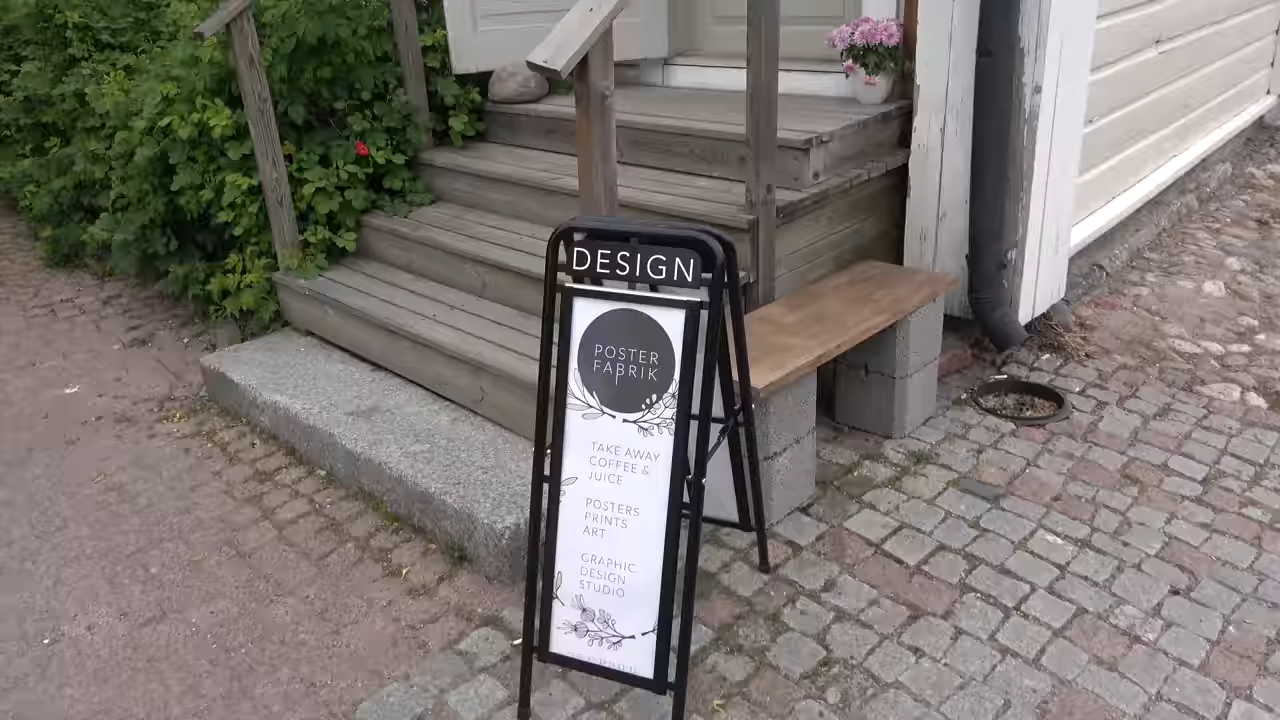 DESIGN
POSTER
FABRIK
TAKE AWAY
COFFEE &
JUICE
POSTERS
PRINTS
ART
GRAPHIC
DESIGN
STUDIO